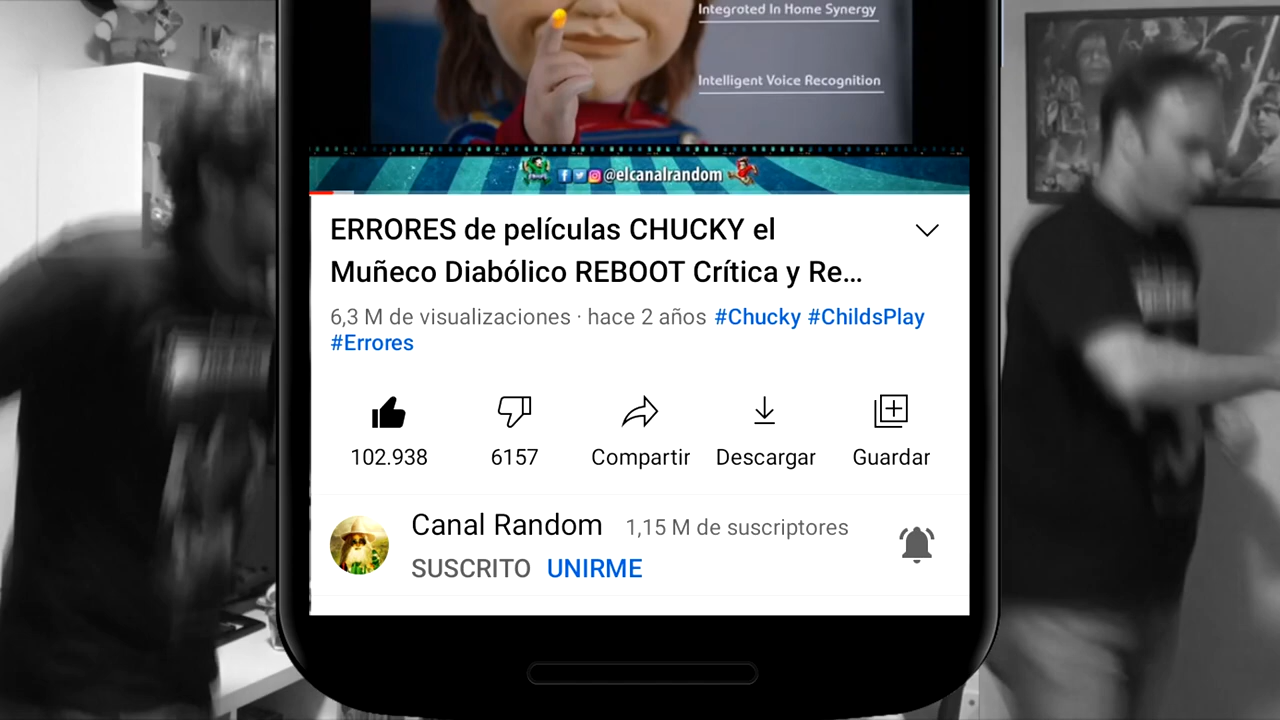 Integrated In Home Synergy
Intelligent Voice Recognition
@elcanalrandom
ERRORES de películas CHUCKY el
Muñeco Diabólico REBOOT Crítica y Re...
6,3 M de visualizaciones · hace 2 años #Chucky #ChildsPlay
#Errores
102.938 6157 Compartir Descargar Guardar
Canal Random 1,15 M de suscriptores
SUSCRITO UNIRME